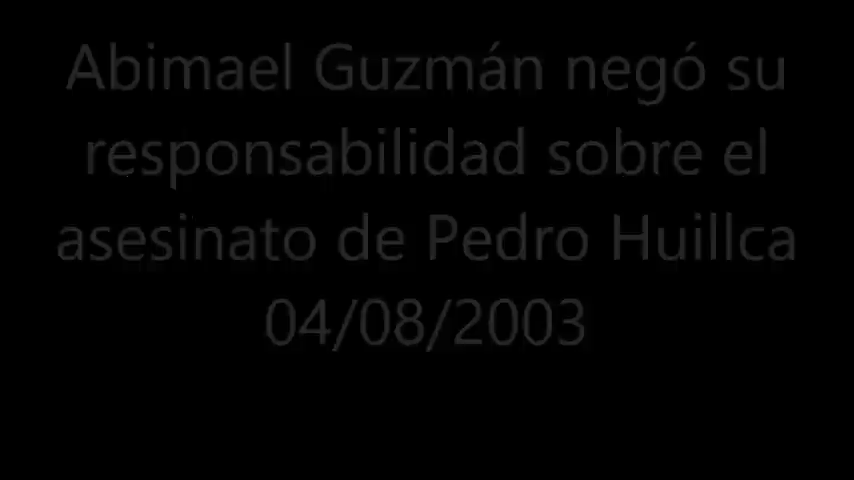 Abimael Guzmán negó su
responsabilidad sobre el
asesinato de Pedro Huillca
04/08/2003